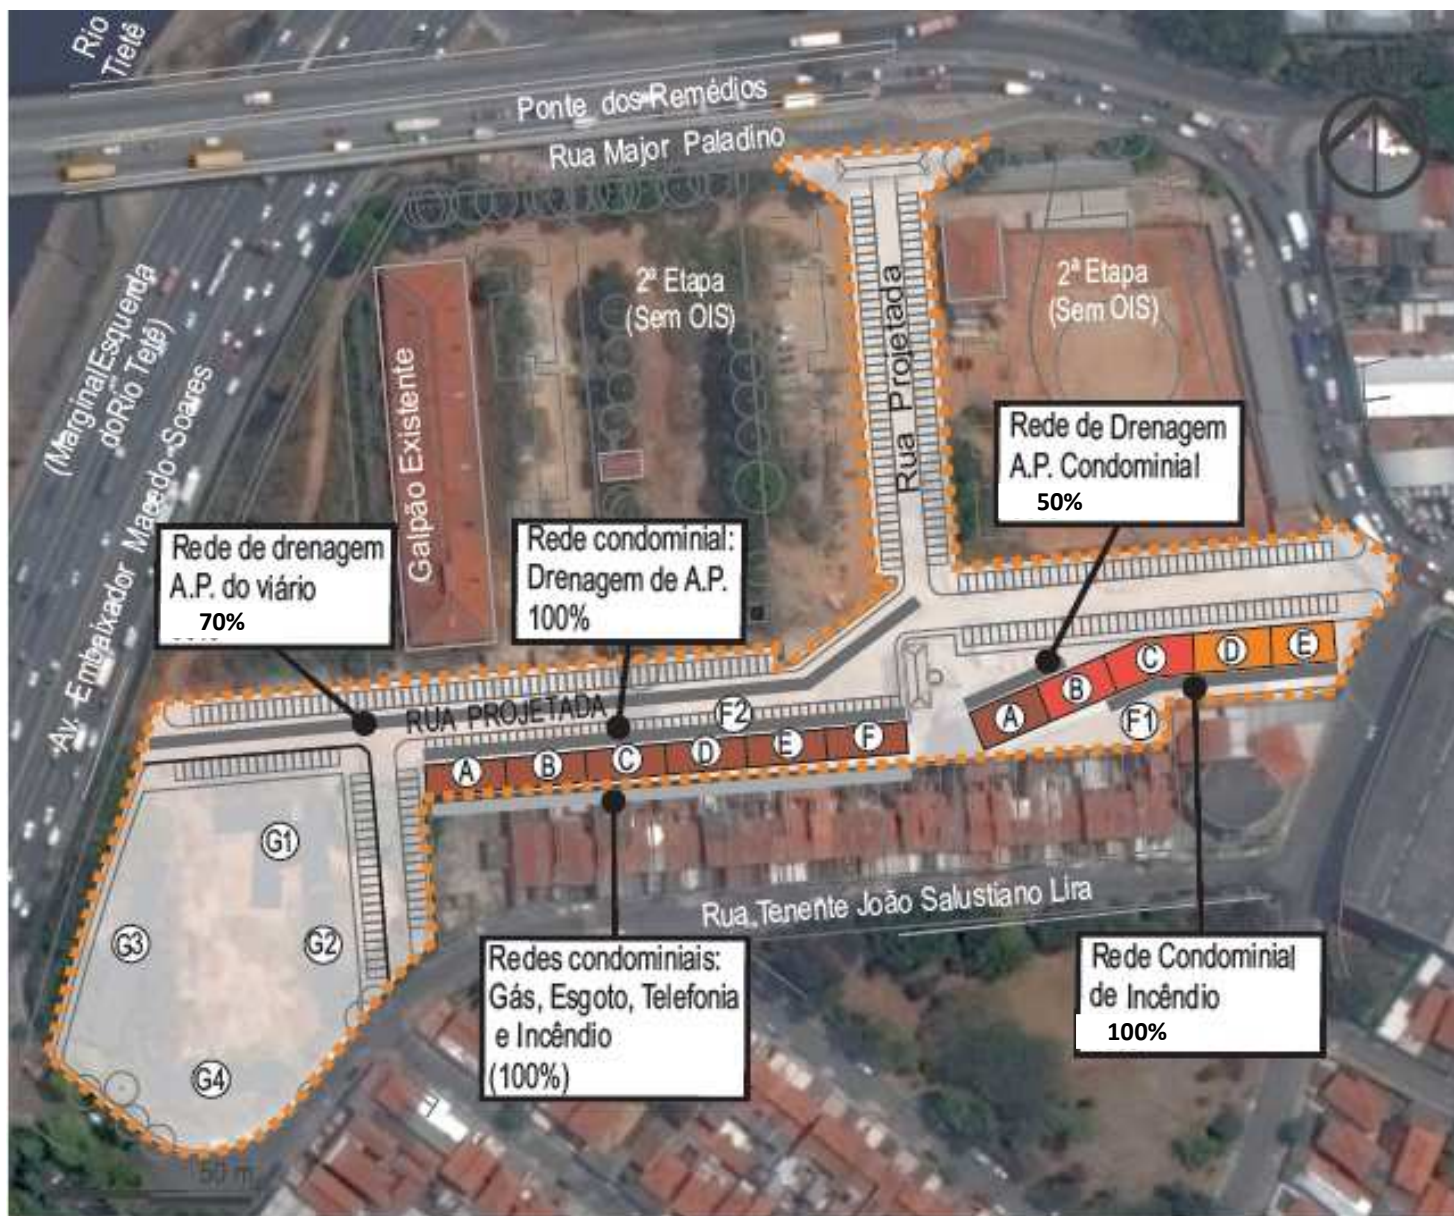 Rio
Tietê
Ponte dos Remédios
Rua Major Paladino
2ª Etapa
(Sem OIS)
2ª Etapa
(Sem OIS)
Rua Projetada
Galpão Existente
(Marginal Esquerda
do Rio Tetê)
Av. Embaixador Macedo Soares
Rede de Drenagem
A.P. Condominial
50%
Rede de drenagem
A.P. do viário
70%
Rede condominial:
Drenagem de A.P.
100%
RUA PROJETADA
F2
A B C D E F
A B C D E
F1
G1
G2
G3
G4
Rua Tenente João Salustiano Lira
Redes condominiais:
Gás, Esgoto, Telefonia
e Incêndio
(100%)
Rede Condominial
de Incêndio
100%
50 m